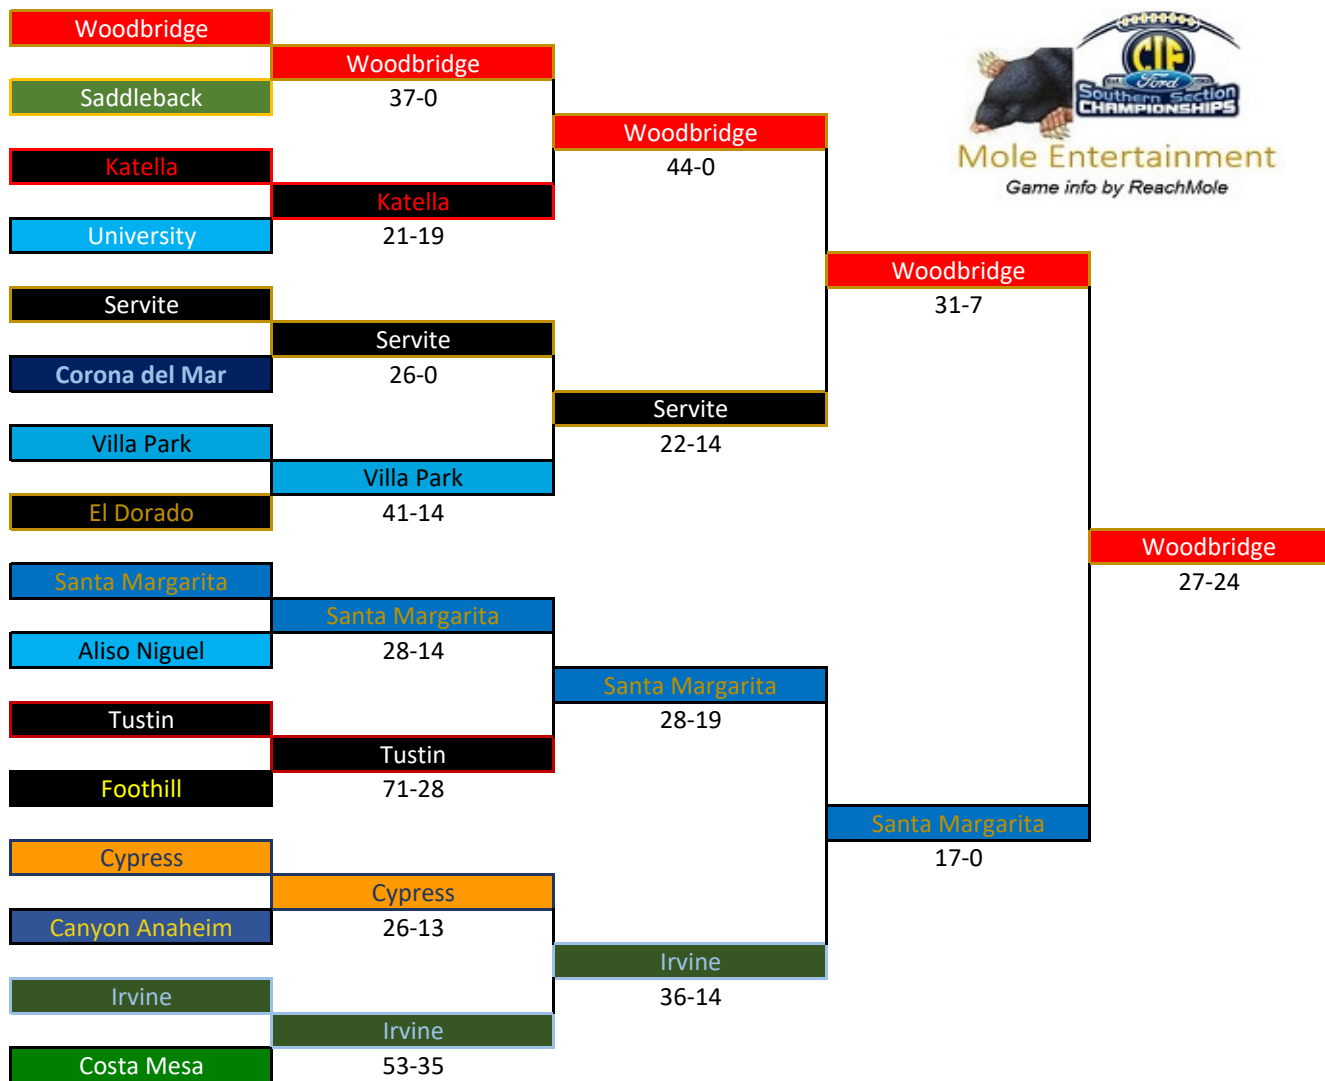 Woodbridge
Saddleback
Katella
University
Servite
Corona del Mar
Villa Park
El Dorado
Santa Margarita
Aliso Niguel
Tustin
Foothill
Cypress
Canyon Anaheim
Irvine
Costa Mesa
Woodbridge
37-0
Katella
21-19
Servite
26-0
Villa Park
41-14
Santa Margarita
28-14
Tustin
71-28
Cypress
26-13
Irvine
53-35
Woodbridge
44-0
Servite
22-14
Santa Margarita
28-19
Irvine
36-14
Woodbridge
31-7
Santa Margarita
17-0
Woodbridge
27-24
CIF
Ford
Southern Section
CHAMPIONSHIPS
Mole Entertainment
Game info by ReachMole